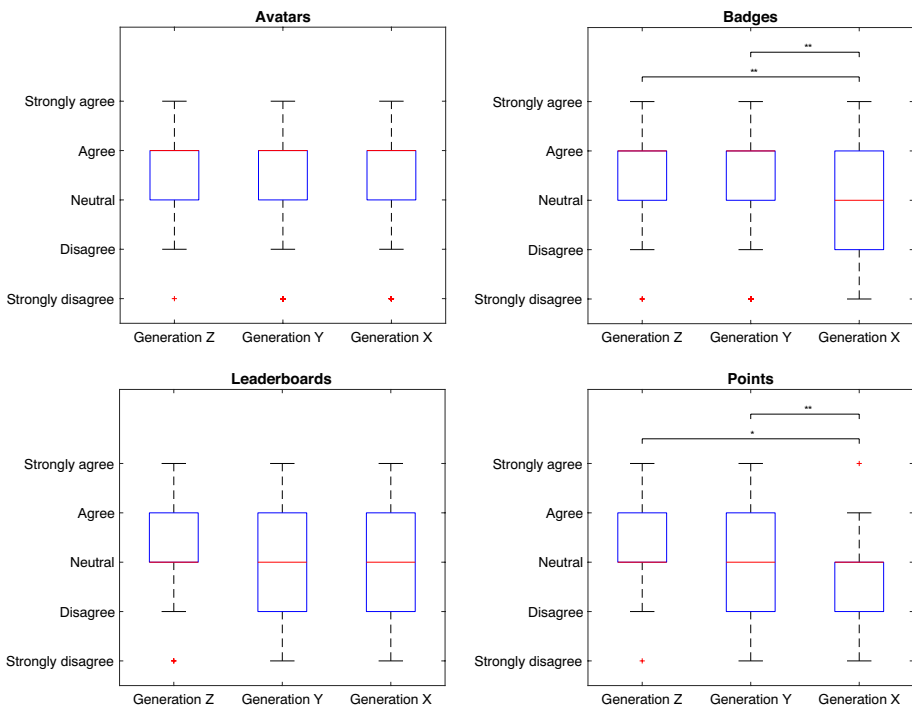 Avatars
Strongly agree
Agree
Neutral
Disagree
Strongly disagree
Generation Z Generation Y Generation X
Badges
**
**
Strongly agree
Agree
Neutral
Disagree
Strongly disagree
Generation Z Generation Y Generation X
Leaderboards
Strongly agree
Agree
Neutral
Disagree
Strongly disagree
Generation Z Generation Y Generation X
Points
**
*
Strongly agree
Agree
Neutral
Disagree
Strongly disagree
Generation Z Generation Y Generation X